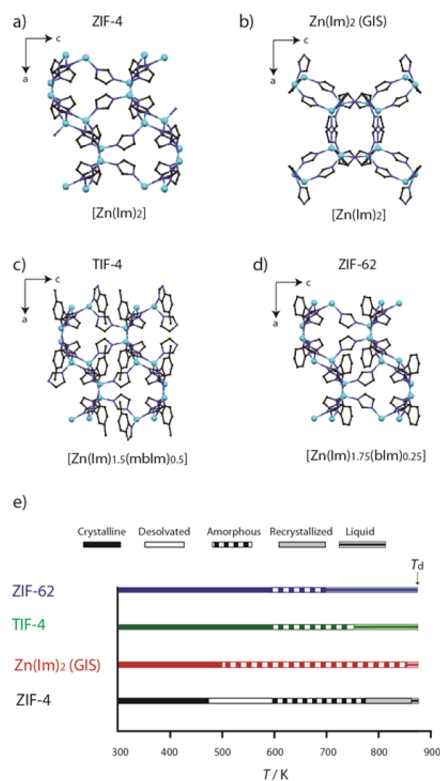 a) ZIF-4
b) Zn(Im)2 (GIS)
c
a
c
a
[Zn(Im)2]
[Zn(Im)2]
c) TIF-4
d) ZIF-62
c
a
c
a
[Zn(Im)1.5(mbIm)0.5]
[Zn(Im)1.75(bIm)0.25]
e)
Crystalline Desolvated Amorphous Recrystallized Liquid
Td
ZIF-62
TIF-4
Zn(Im)2 (GIS)
ZIF-4
300 400 500 600 700 800 900
T / K